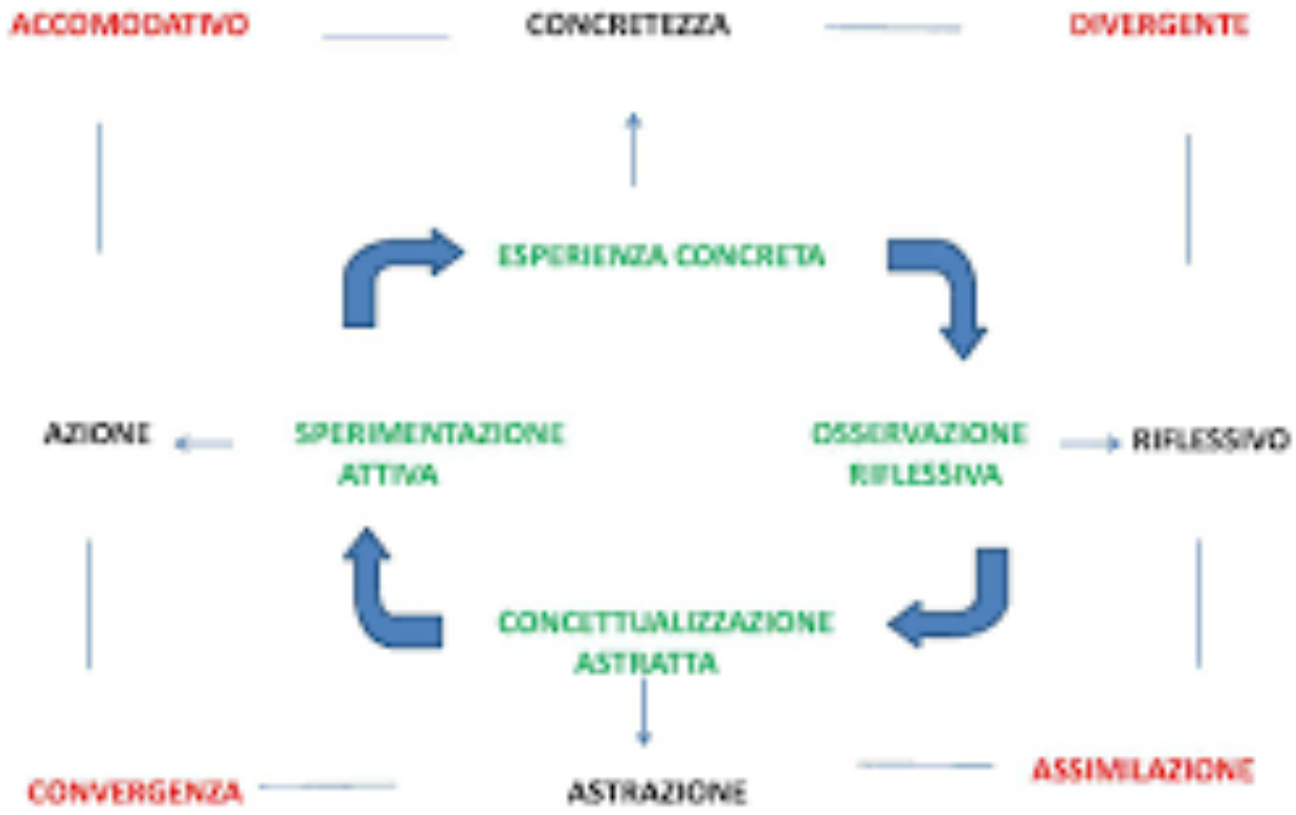 ACCOMODATIVO CONCRETEZZA DIVERGENTE
ESPERIENZA CONCRETA
AZIONE SPERIMENTAZIONE ATTIVA OSSERVAZIONE RIFLESSIVA RIFLESSIVO
CONCETTUALIZZAZIONE
ASTRATTA
CONVERGENZA ASTRAZIONE ASSIMILAZIONE